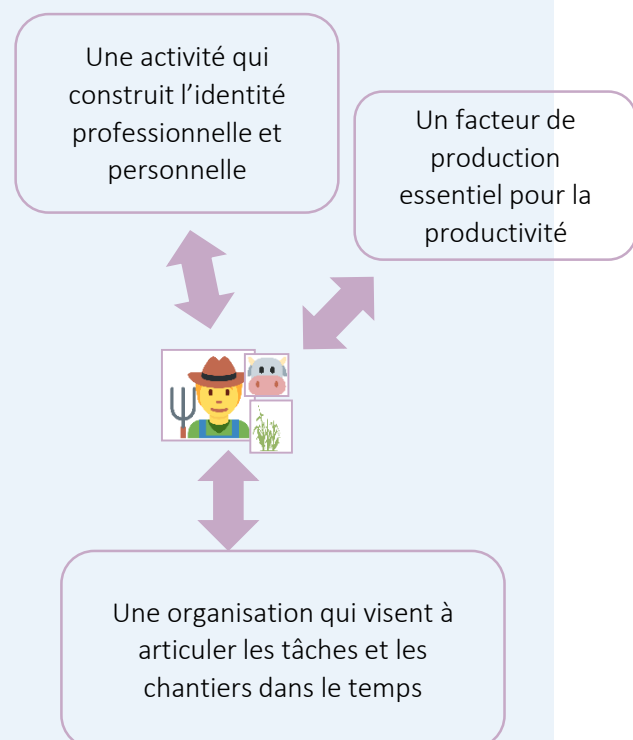 Une activité qui
construit l’identité
professionnelle et
personnelle
Un facteur de
production
essentiel pour la
productivité
Une organisation qui visent à
articuler les tâches et les
chantiers dans le temps